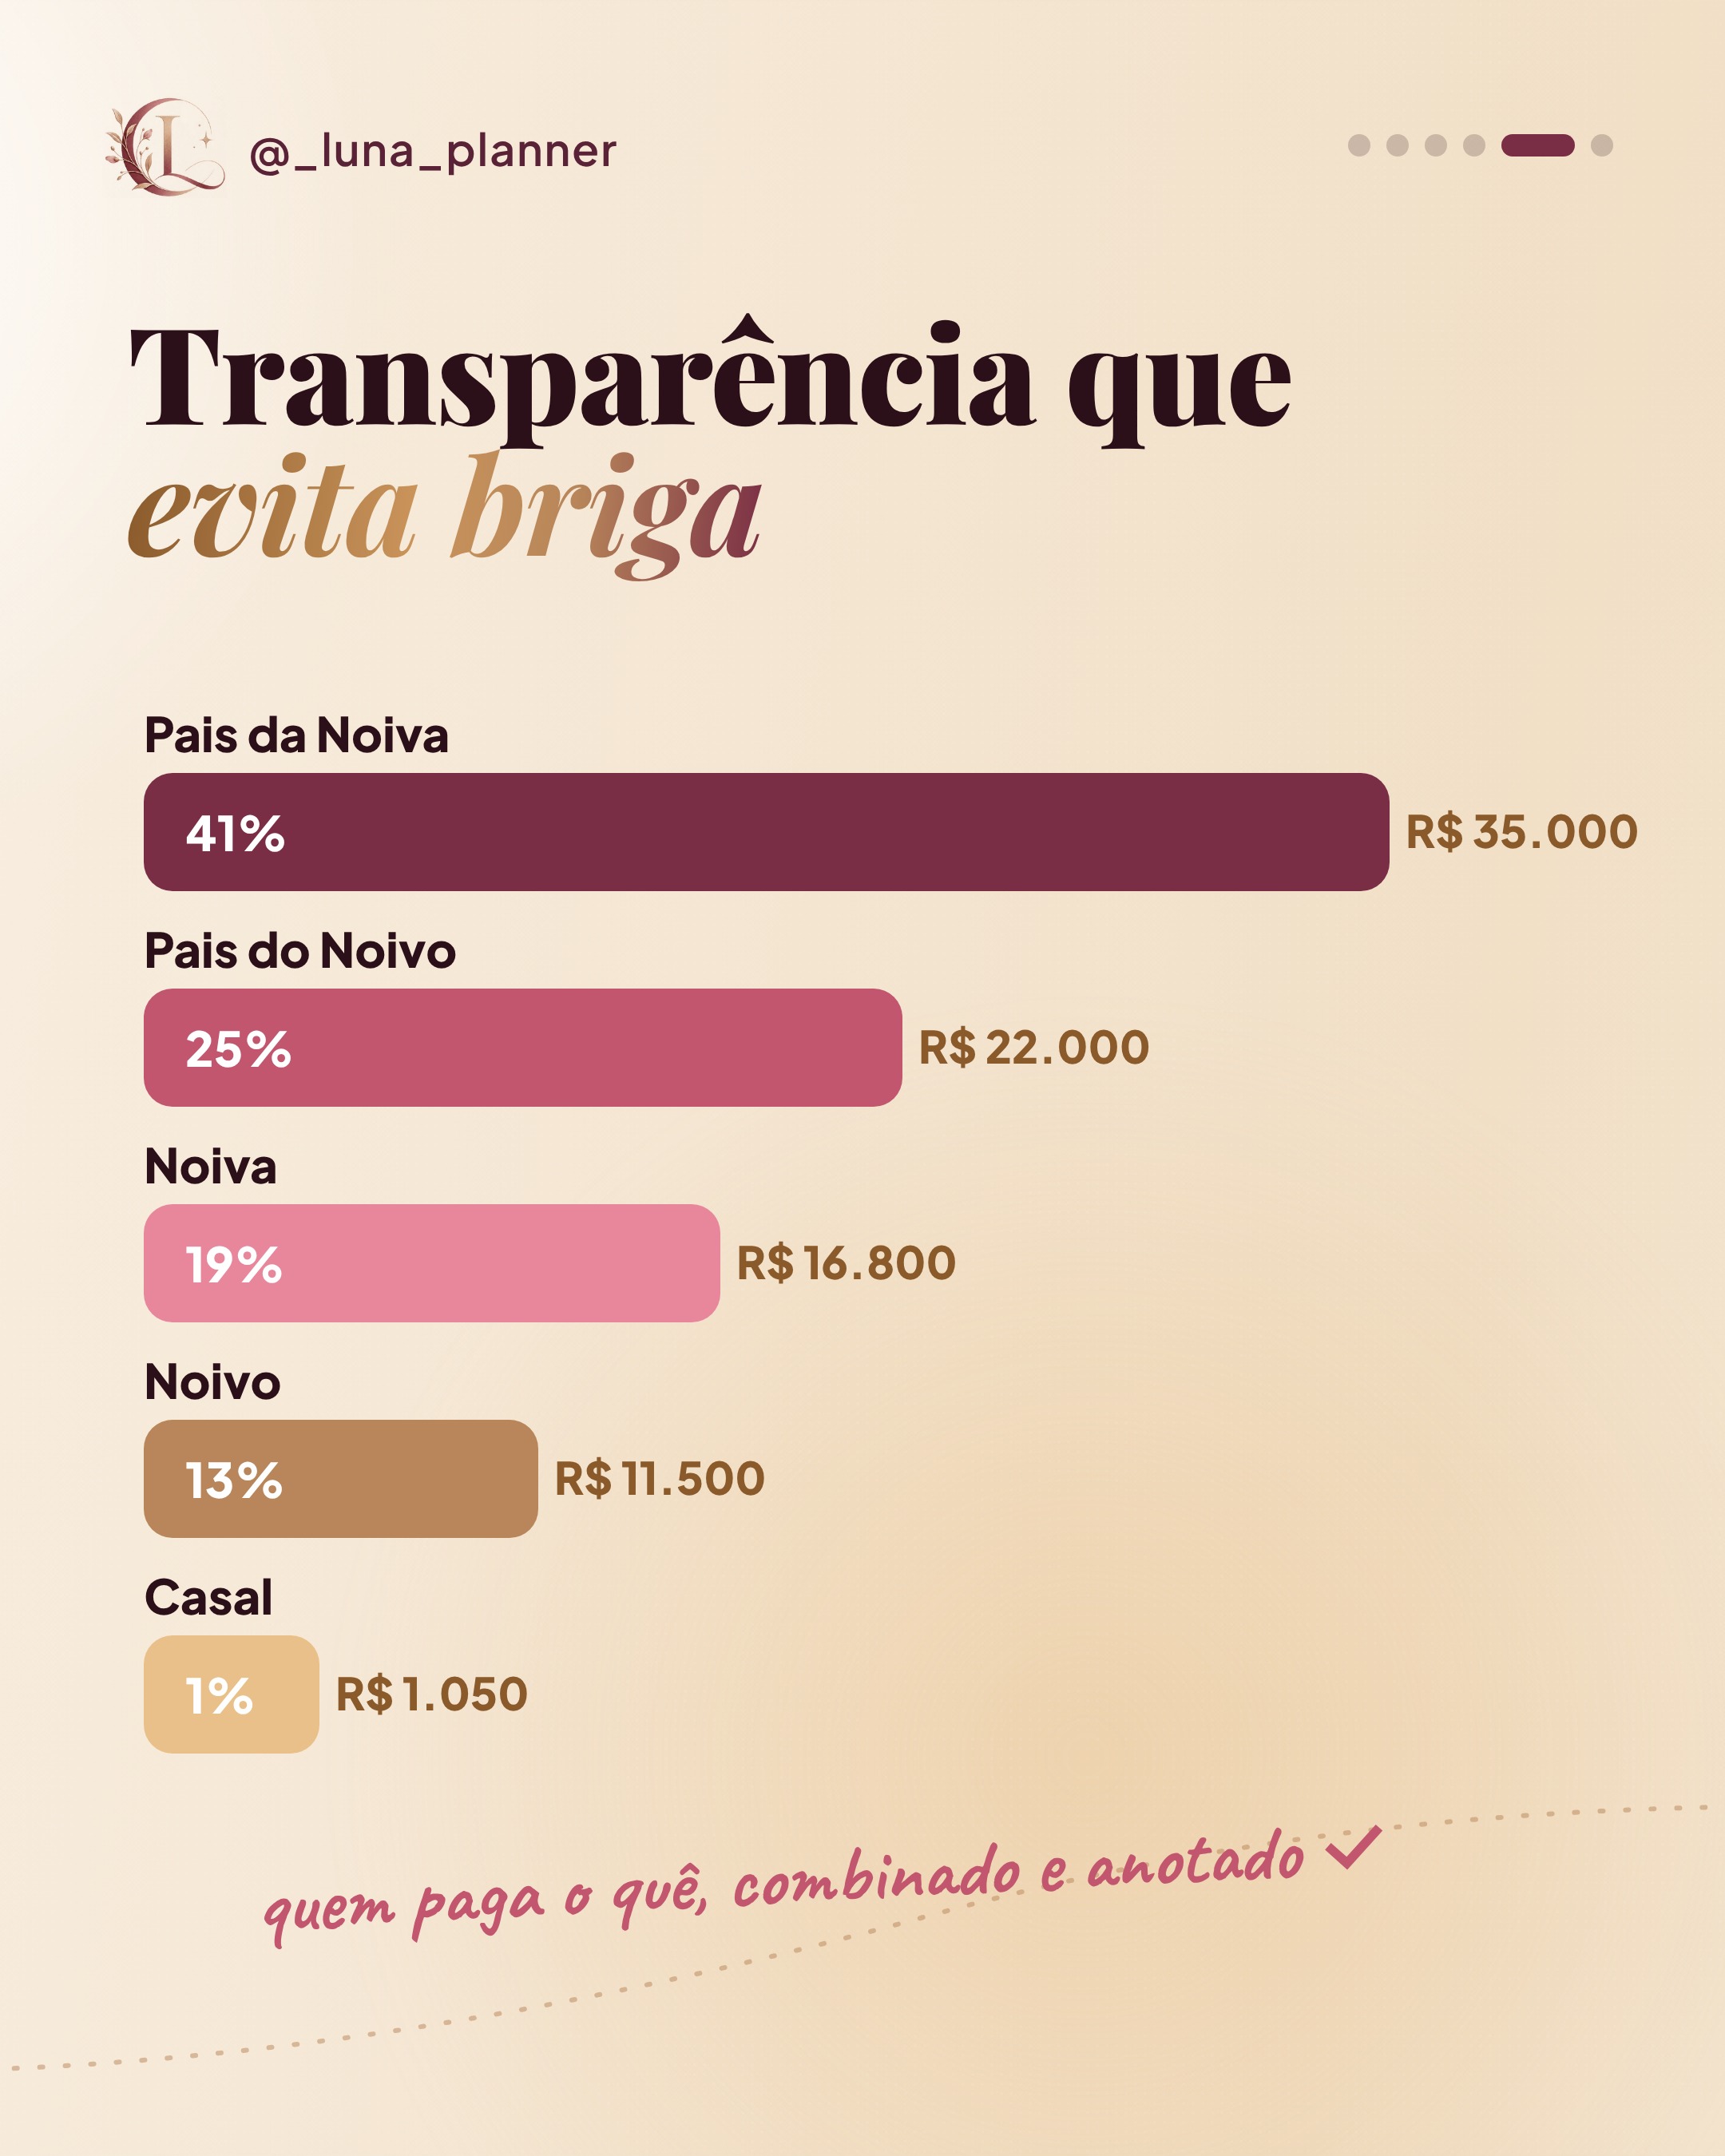 L
@_luna_planner
Transparência que
evita briga
Pais da Noiva
41%
R$ 35.000
Pais do Noivo
25%
R$ 22.000
Noiva
19%
R$ 16.800
Noivo
13%
R$ 11.500
Casal
1%
R$ 1.050
quem paga o quê, combinado e anotado ✓